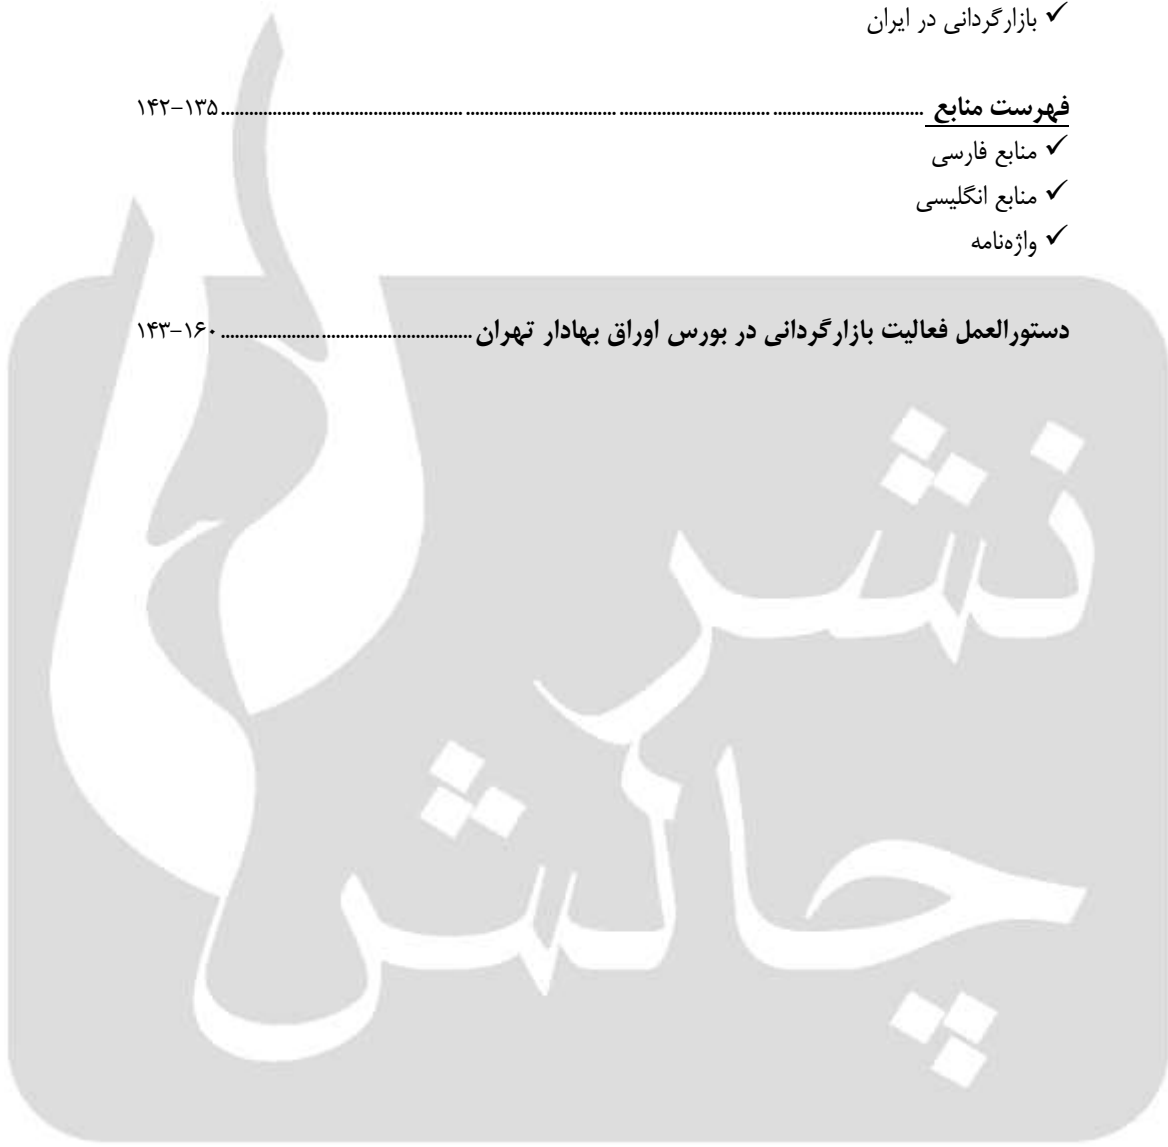 ✓ بازارگردانی در ایران
فهرست منابع ........................ ۱۴۲-۱۳۵
✓ منابع فارسی
✓ منابع انگلیسی
✓ واژه‌نامه
دستورالعمل فعالیت بازارگردانی در بورس اوراق بهادار تهران ........................ ۱۴۳-۱۶۰
نشر
چالش